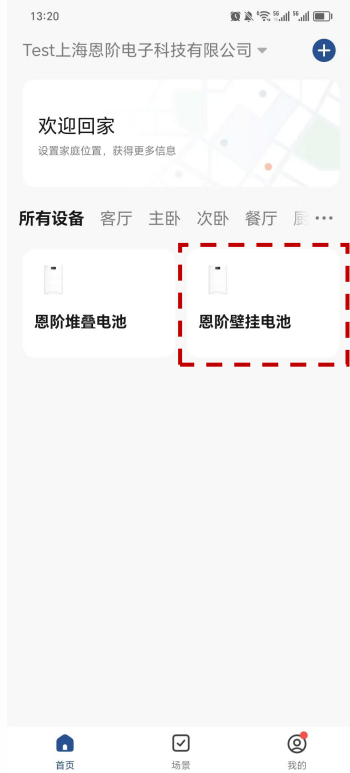 13:20
Test上海恩阶电子科技有限公司
欢迎回家
设置家庭位置，获得更多信息
所有设备 客厅 主卧 次卧 餐厅
恩阶堆叠电池 恩阶壁挂电池
首页 场景 我的